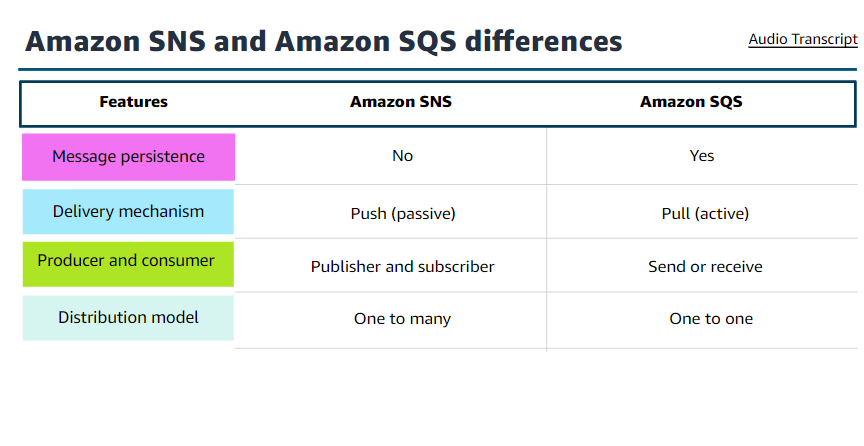 Amazon SNS and Amazon SQS differences
Audio Transcript
Features Amazon SNS Amazon SQS
Message persistence No Yes
Delivery mechanism Push (passive) Pull (active)
Producer and consumer Publisher and subscriber Send or receive
Distribution model One to many One to one